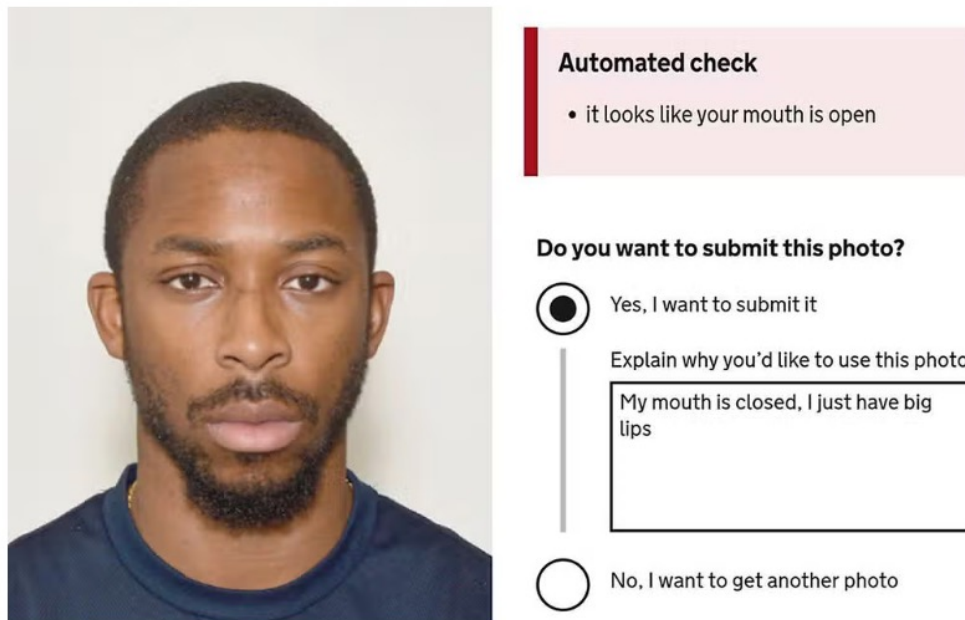 Automated check
• it looks like your mouth is open
Do you want to submit this photo?
Yes, I want to submit it
Explain why you'd like to use this photo
My mouth is closed, I just have big
lips
No, I want to get another photo